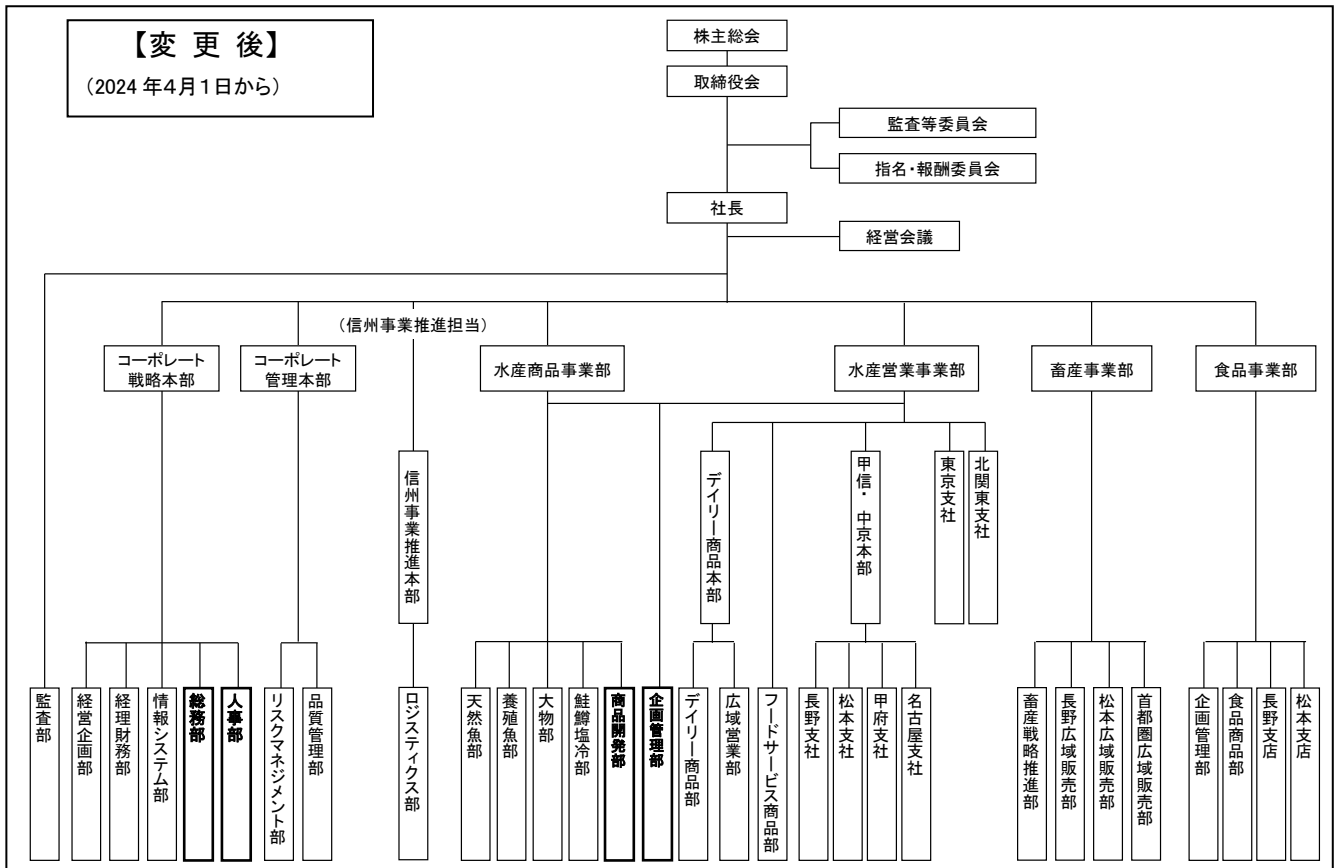 【変 更 後】
（2024年4月1日から）
株主総会
取締役会
監査等委員会
指名・報酬委員会
社長
経営会議
（信州事業推進担当）
コーポレート
戦略本部
コーポレート
管理本部
水産商品事業部
水産営業事業部
畜産事業部
食品事業部
信州事業推進本部
デイリー商品本部
甲信・中京本部
東京支社
北関東支社
監査部
経営企画部
経理財務部
情報システム部
総務部
人事部
リスクマネジメント部
品質管理部
ロジスティクス部
天然魚部
養殖魚部
大物部
鮭鱒塩冷部
商品開発部
企画管理部
デイリー商品部
広域営業部
フードサービス商品部
長野支社
松本支社
甲府支社
名古屋支社
畜産戦略推進部
長野広域販売部
松本広域販売部
首都圏広域販売部
企画管理部
食品商品部
長野支店
松本支店